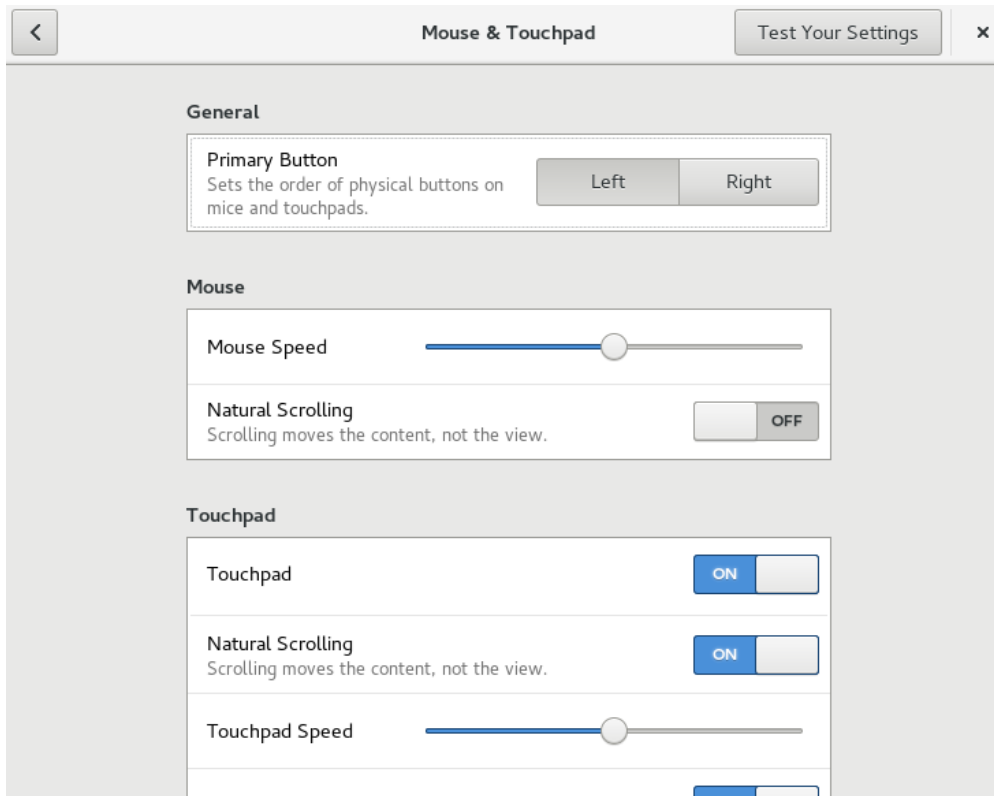 Mouse & Touchpad
Test Your Settings
General
Primary Button
Sets the order of physical buttons on
mice and touchpads.
Left
Right
Mouse
Mouse Speed
Natural Scrolling
Scrolling moves the content, not the view.
OFF
Touchpad
Touchpad
ON
Natural Scrolling
Scrolling moves the content, not the view.
ON
Touchpad Speed